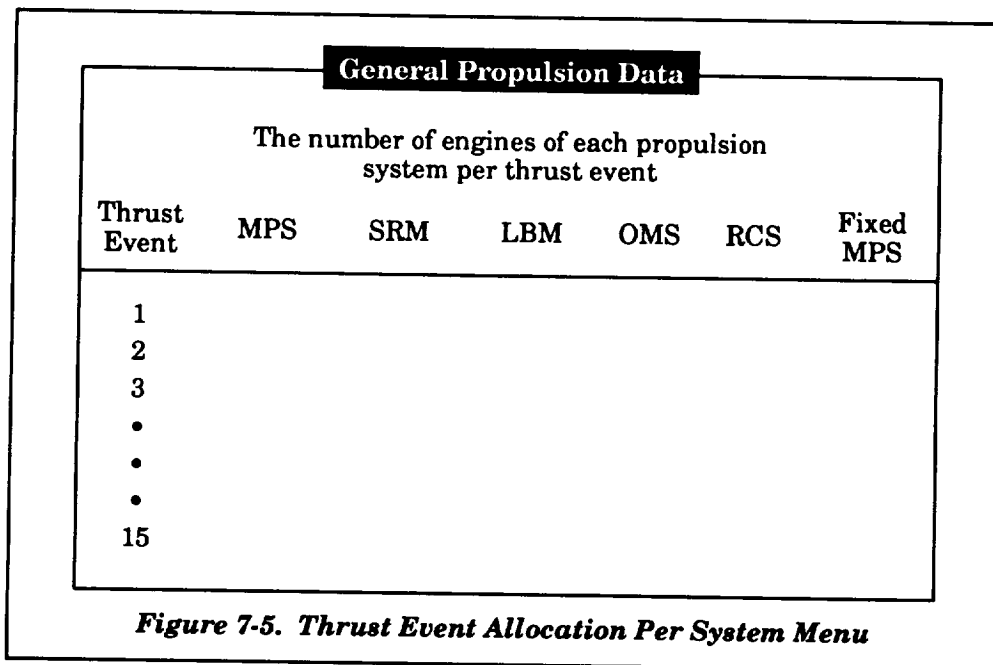 General Propulsion Data
The number of engines of each propulsion
system per thrust event
Thrust Event MPS SRM LBM OMS RCS Fixed MPS
1
2
3
•
•
•
15
Figure 7-5. Thrust Event Allocation Per System Menu